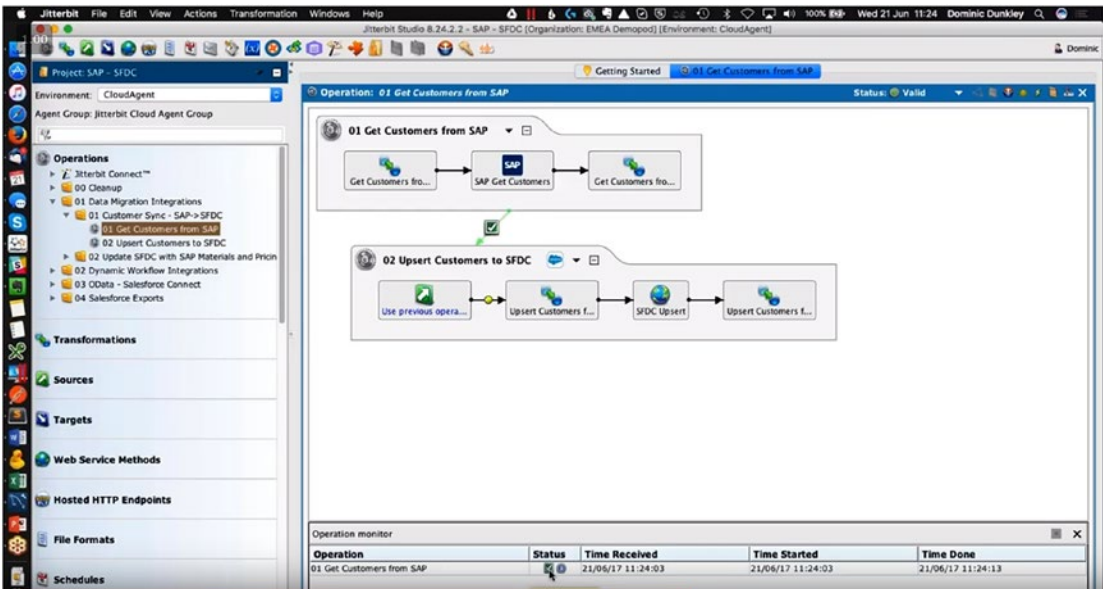 Jitterbit File Edit View Actions Transformation Windows Help 100% Wed 21 Jun 11:24 Dominic Dunkley
Jitterbit Studio 8.24.2.2 - SAP - SFDC [Organization: EMEA Demopod] [Environment: CloudAgent]
1.00
Dominic
Project: SAP - SFDC
Getting Started
01 Get Customers from SAP
Environment: CloudAgent
Operation: 01 Get Customers from SAP
Status: Valid
Agent Group: Jitterbit Cloud Agent Group
Operations
Jitterbit Connect™
00 Cleanup
01 Data Migration Integrations
01 Customer Sync - SAP->SFDC
01 Get Customers from SAP
02 Upsert Customers to SFDC
02 Update SFDC with SAP Materials and Pricin
02 Dynamic Workflow Integrations
03 OData - Salesforce Connect
04 Salesforce Exports
Transformations
Sources
Targets
Web Service Methods
Hosted HTTP Endpoints
File Formats
Schedules
01 Get Customers from SAP
SAP
Get Customers fro...
SAP Get Customers
Get Customers fro...
02 Upsert Customers to SFDC
Use previous opera...
Upsert Customers f...
SFDC Upsert
Upsert Customers f...
Operation monitor
Operation Status Time Received Time Started Time Done
01 Get Customers from SAP 21/06/17 11:24:03 21/06/17 11:24:03 21/06/17 11:24:13